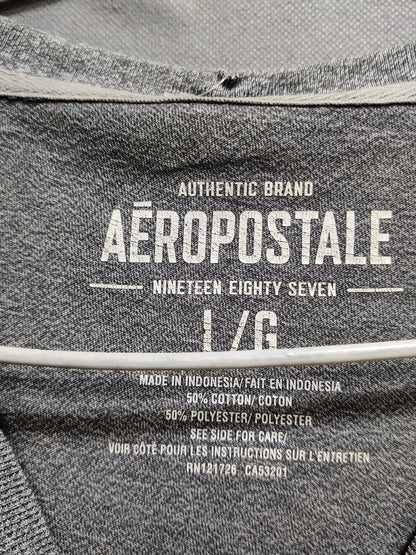 AUTHENTIC BRAND
AÉROPOSTALE
NINETEEN EIGHTY SEVEN
L/G
MADE IN INDONESIA/FAIT EN INDONESIA
50% COTTON/ COTON
50% POLYESTER/ POLYESTER
SEE SIDE FOR CARE/
VOIR CÔTÉ POUR LES INSTRUCTIONS SUR L'ENTRETIEN
RN121726 CA53201